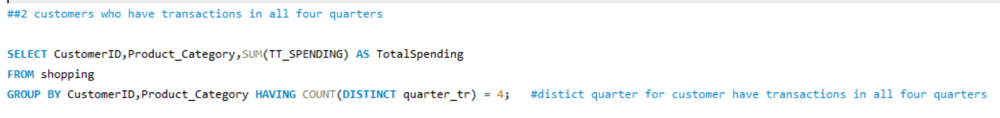 ##2 customers who have transactions in all four quarters
SELECT CustomerID,Product_Category,SUM(TT_SPENDING) AS TotalSpending
FROM shopping
GROUP BY CustomerID,Product_Category HAVING COUNT(DISTINCT quarter_tr) = 4;   #distict quarter for customer have transactions in all four quarters